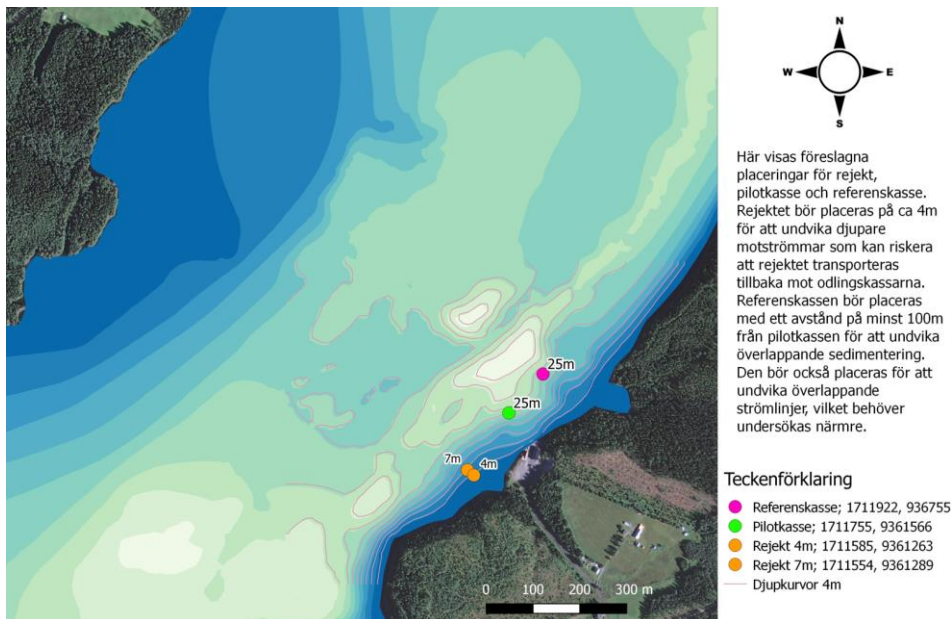 N
W E
S
Här visas föreslagna
placeringar för rejekt,
pilotkasse och referenskasse.
Rejektet bör placeras på ca 4m
för att undvika djupare
motströmmar som kan riskera
att rejektet transporteras
tillbaka mot odlingskassarna.
Referenskassen bör placeras
med ett avstånd på minst 100m
från pilotkassen för att undvika
överlappande sedimentering.
Den bör också placeras för att
undvika överlappande
strömlinjer, vilket behöver
undersökas närmre.
25m
25m
7m 4m
Teckenförklaring
Referenskasse; 1711922, 936755
Pilotkasse; 1711755, 9361566
Rejekt 4m; 1711585, 9361263
Rejekt 7m; 1711554, 9361289
Djupkurvor 4m
0 100 200 300 m